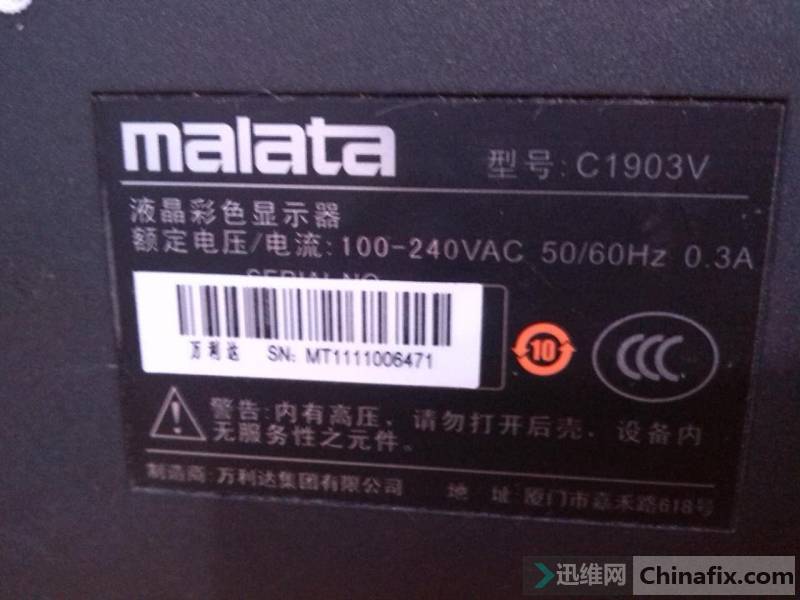 malata
型号: C1903V
液晶彩色显示器
额定电压/电流: 100-240VAC 50/60Hz 0.3A
SERIAL NO
万利达 SN: MT1111006471
10
CCC
警告: 内有高压, 请勿打开后壳, 设备内
无服务性之元件。
制造商: 万利达集团有限公司 地 址: 厦门市嘉禾路618号
迅维网 Chinafix.com